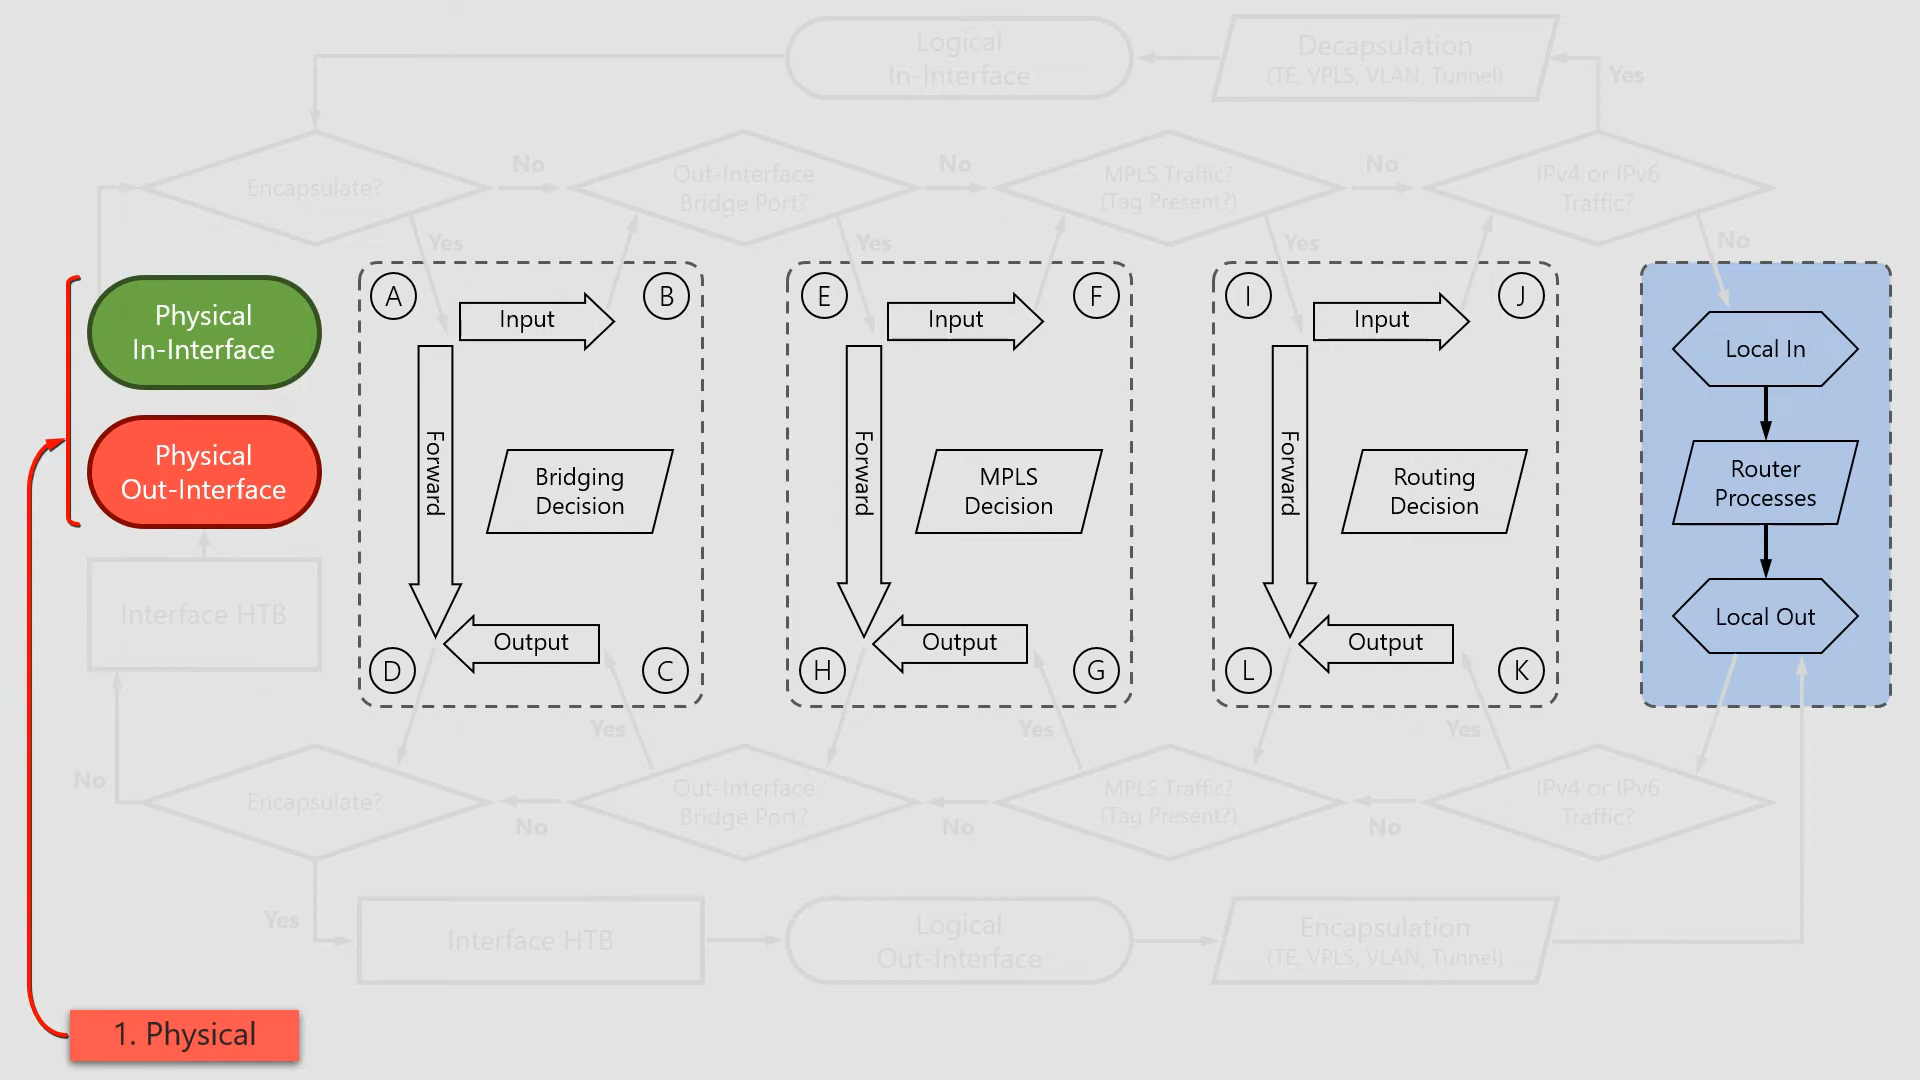 Logical
In-Interface
Decapsulation
(TE, VPLS, VLAN, Tunnel)
Yes
Encapsulate?
No
Out-Interface
Bridge Port?
No
MPLS Traffic?
(Tag Present?)
No
IPv4 or IPv6
Traffic?
Yes
Yes
Yes
No
Physical
In-Interface
Physical
Out-Interface
Interface HTB
A
B
Input
Forward
Bridging
Decision
Output
D
C
E
F
Input
Forward
MPLS
Decision
Output
H
G
I
J
Input
Forward
Routing
Decision
Output
L
K
Local In
Router
Processes
Local Out
Yes
Yes
Yes
No
Encapsulate?
No
Out-Interface
Bridge Port?
No
MPLS Traffic?
(Tag Present?)
No
IPv4 or IPv6
Traffic?
Yes
Interface HTB
Logical
Out-Interface
Encapsulation
(TE, VPLS, VLAN, Tunnel)
1. Physical